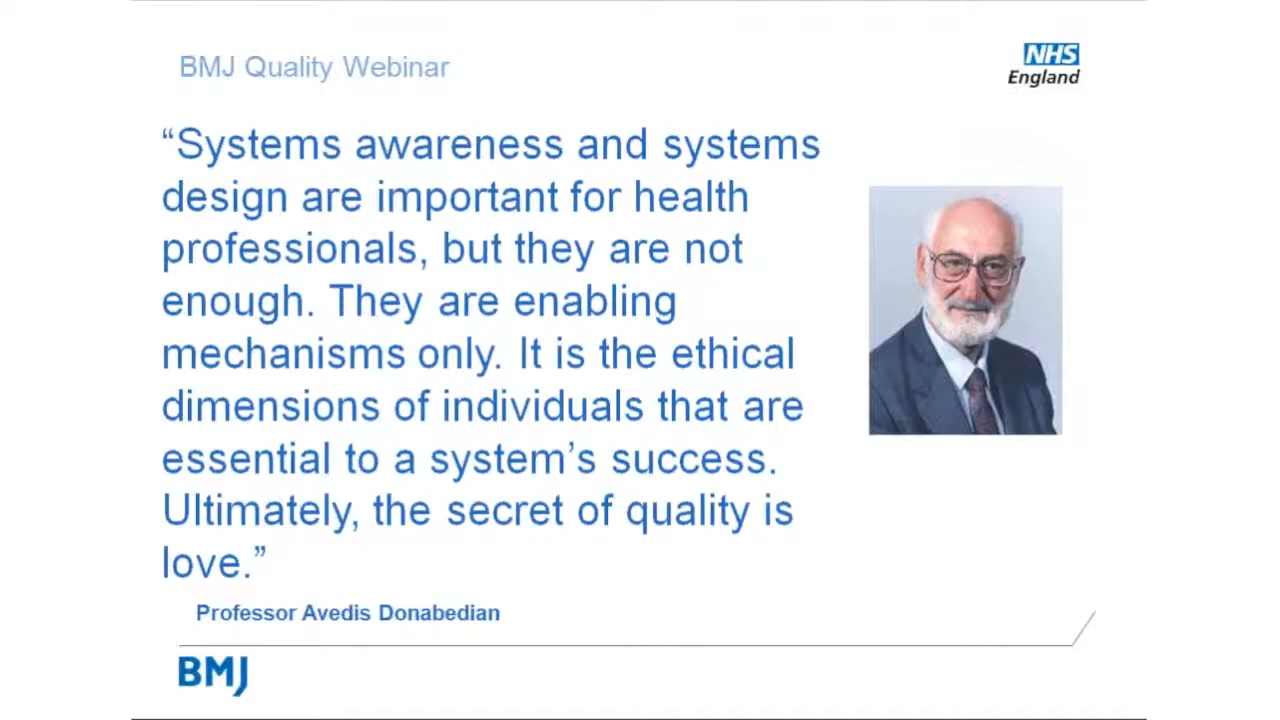 BMJ Quality Webinar
NHS
England
“Systems awareness and systems
design are important for health
professionals, but they are not
enough. They are enabling
mechanisms only. It is the ethical
dimensions of individuals that are
essential to a system’s success.
Ultimately, the secret of quality is
love.”
Professor Avedis Donabedian
BMJ